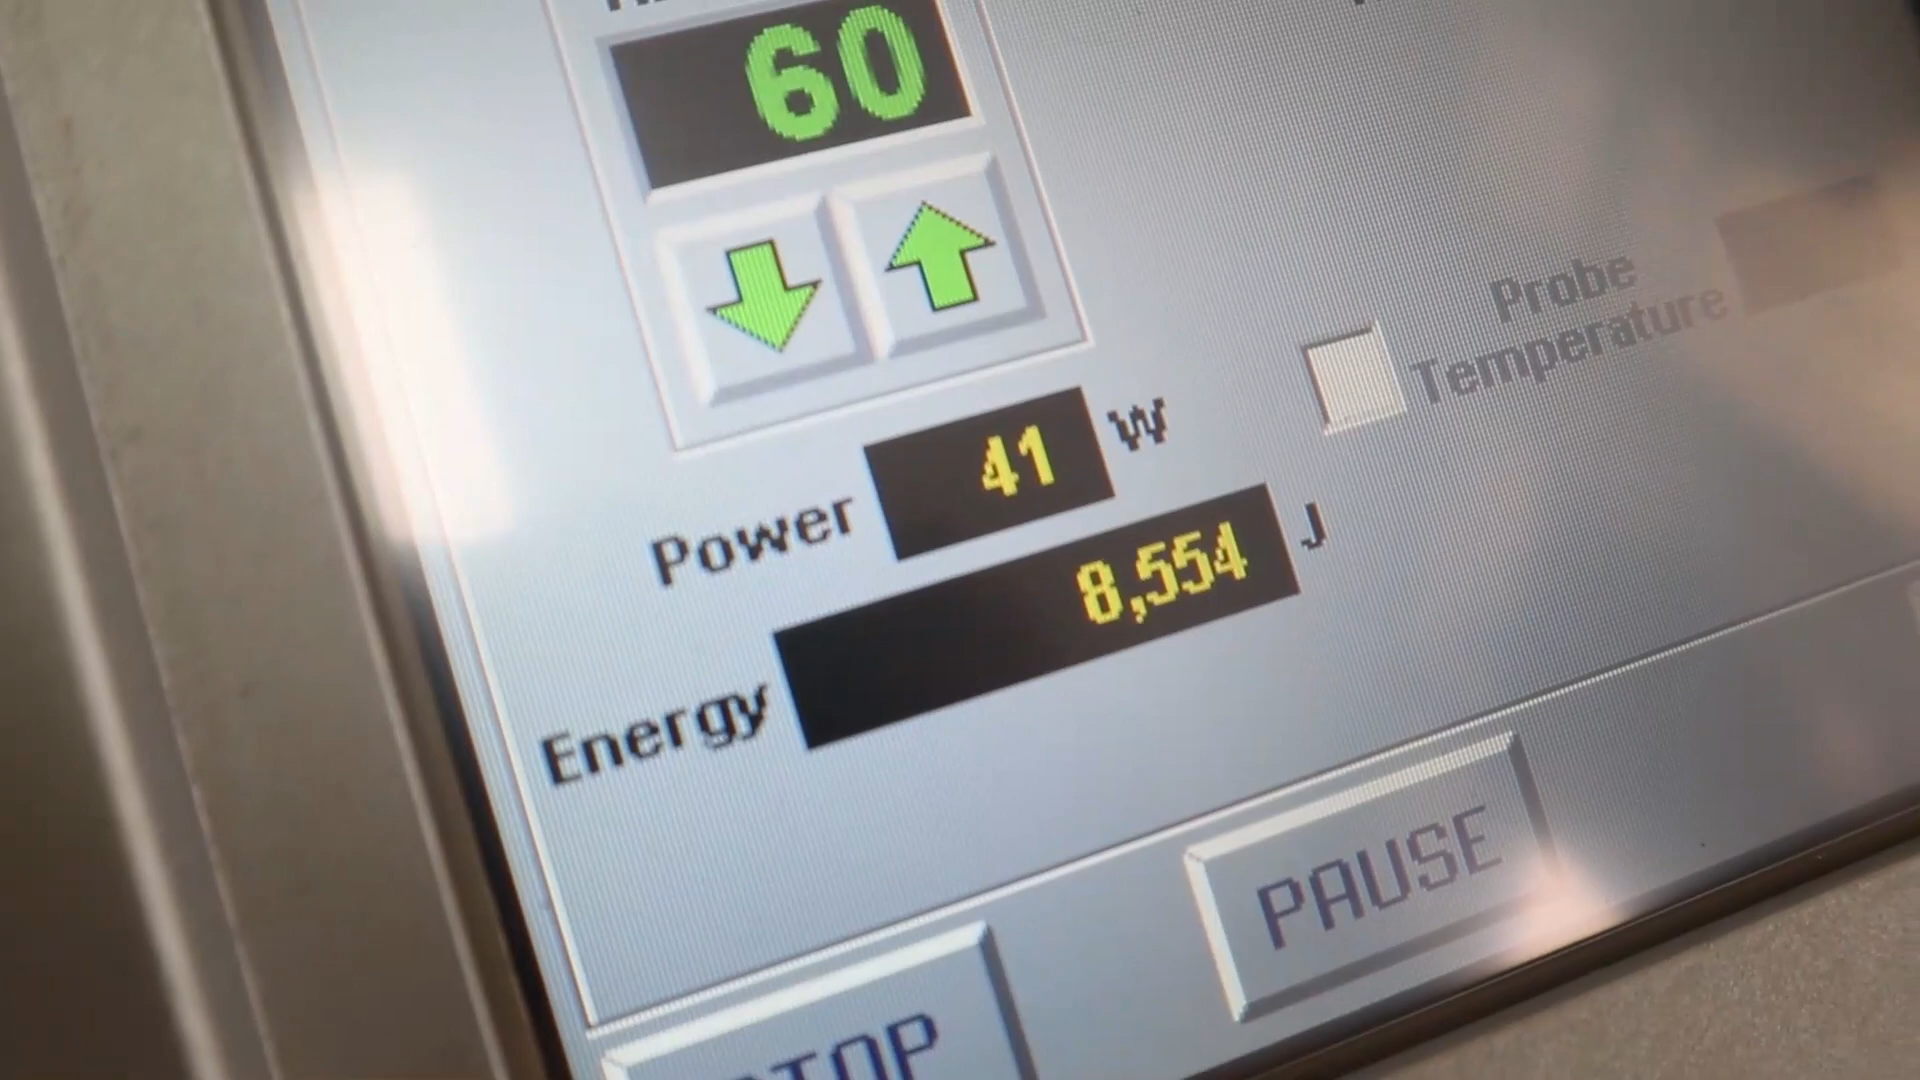 60
Power 41 W
Energy 8,554 J
Probe
Temperature
PAUSE
STOP